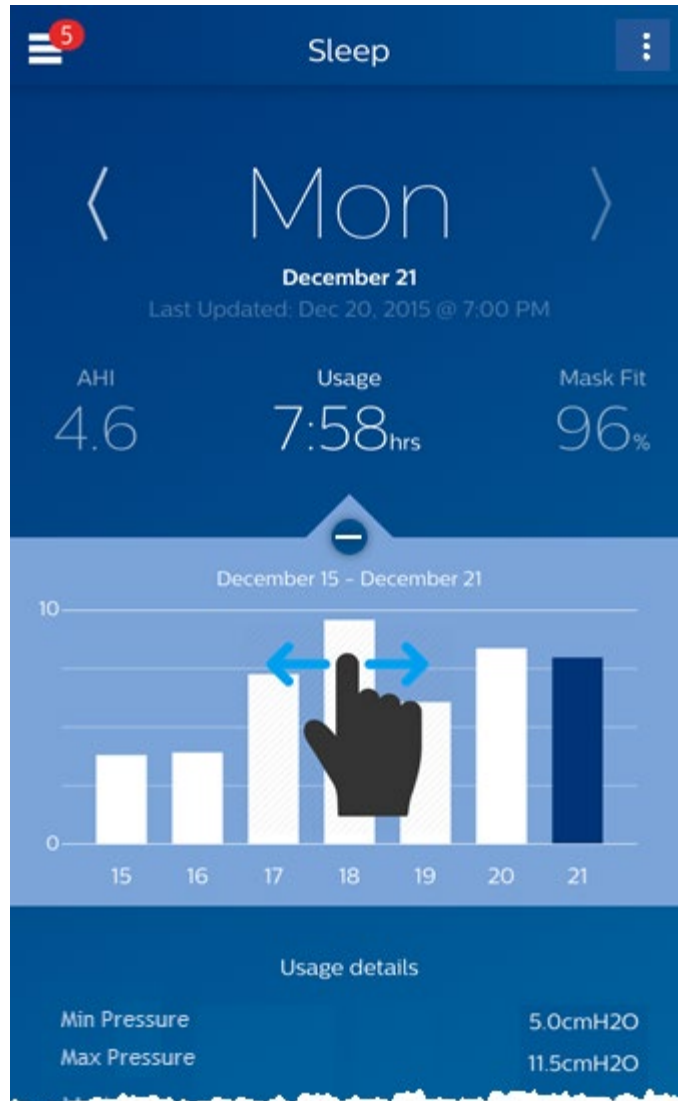 5
Sleep
Mon
December 21
Last Updated: Dec 20, 2015 @ 7:00 PM
AHI Usage Mask Fit
4.6 7:58hrs 96%
December 15 - December 21
10
0
15 16 17 18 19 20 21
Usage details
Min Pressure 5.0cmH2O
Max Pressure 11.5cmH2O